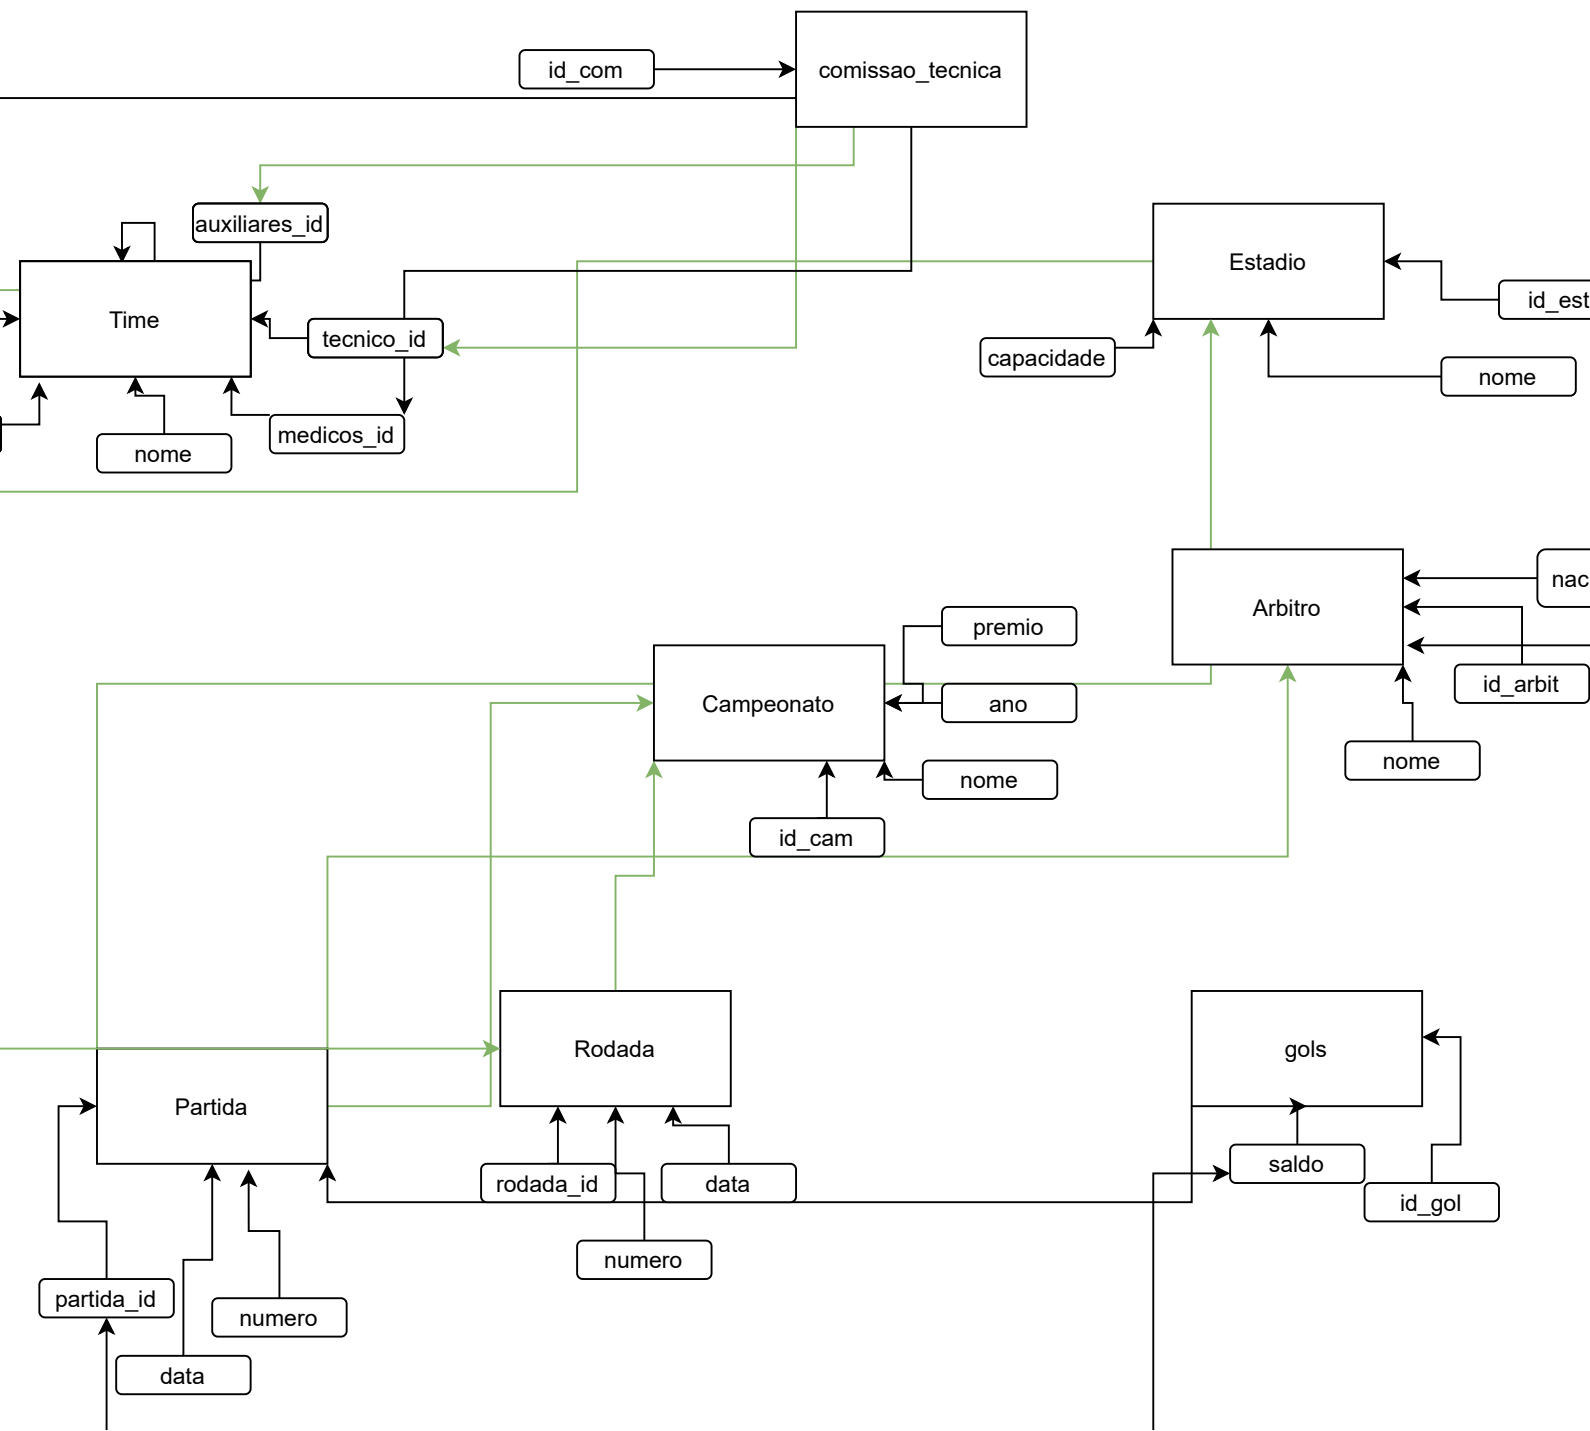 id_com
comissao_tecnica
auxiliares_id
Estadio
Time
id_est
tecnico_id
capacidade
nome
medicos_id
nome
nac
Arbitro
premio
id_arbit
Campeonato
ano
nome
nome
id_cam
Rodada
gols
Partida
saldo
rodada_id
data
id_gol
numero
partida_id
numero
data